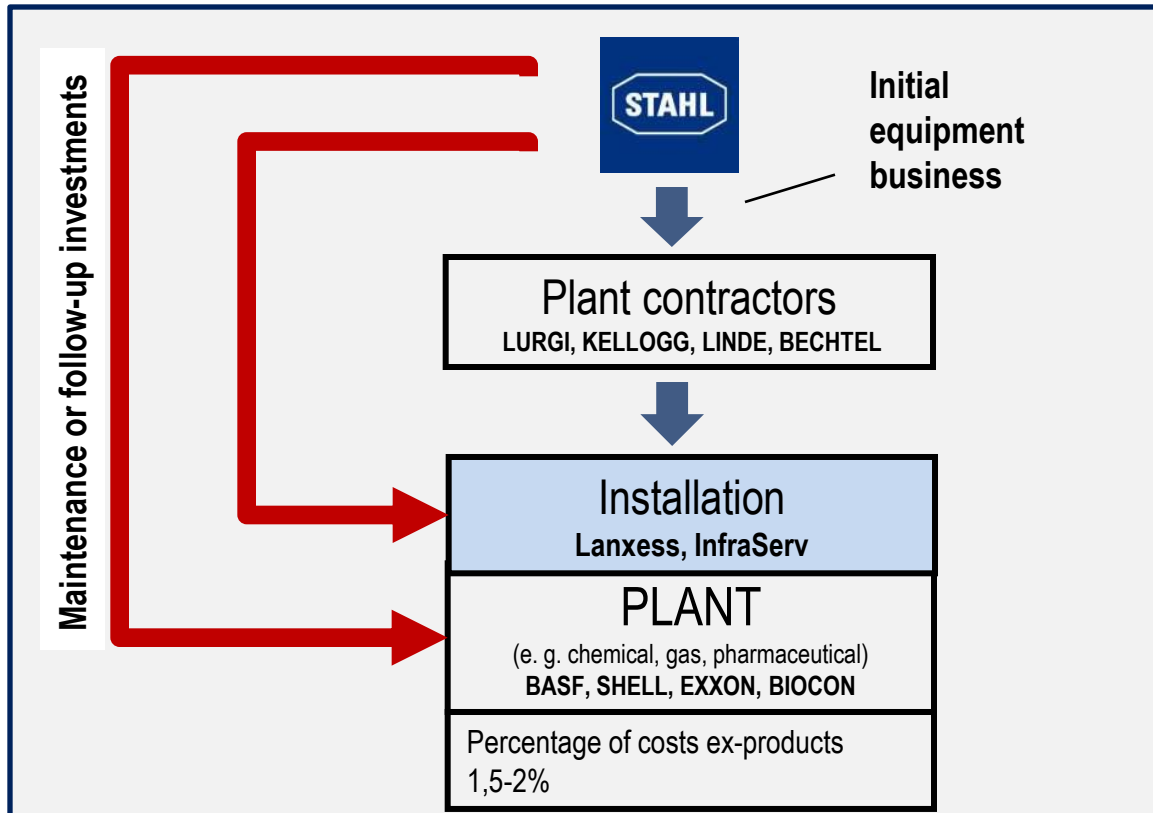 Maintenance or follow-up investments
STAHL
Initial
equipment
business
Plant contractors
LURGI, KELLOGG, LINDE, BECHTEL
Installation
Lanxess, InfraServ
PLANT
(e. g. chemical, gas, pharmaceutical)
BASF, SHELL, EXXON, BIOCON
Percentage of costs ex-products
1,5-2%